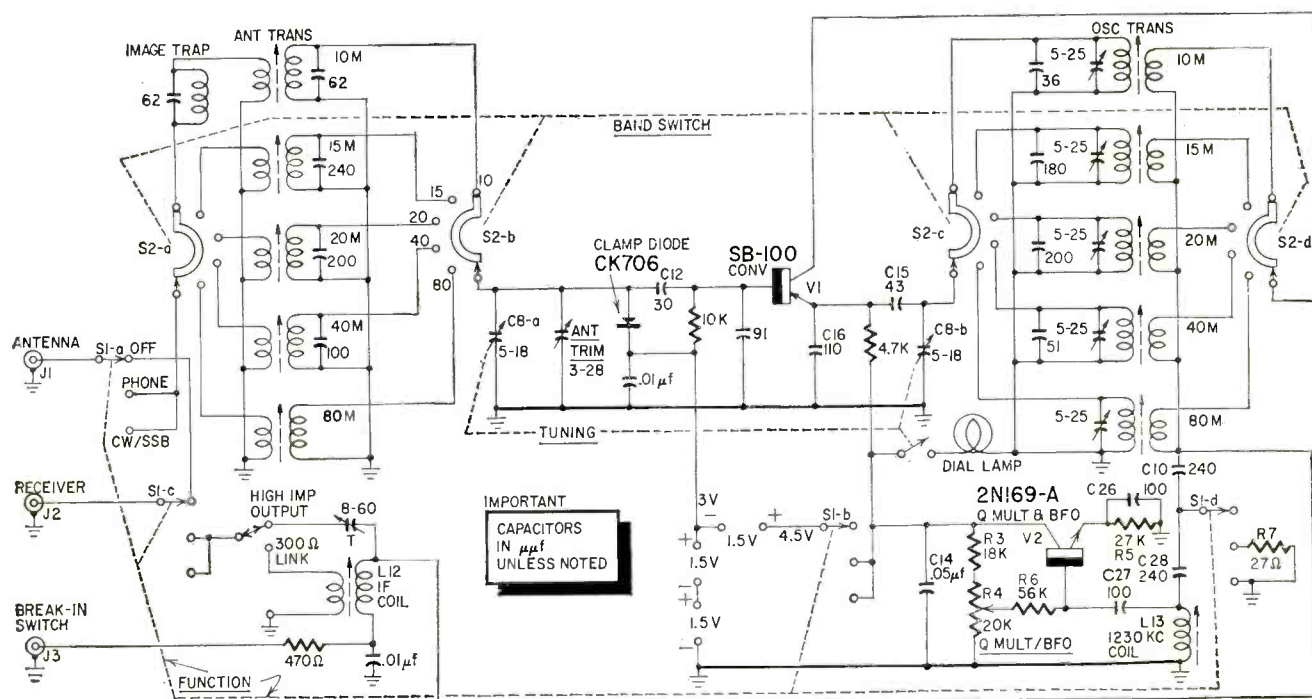 IMAGE TRAP
ANT TRANS
OSC TRANS
62
10 M
62
5-25
36
10 M
BAND SWITCH
15 M
240
15
10
5-25
180
15 M
S2-a
20 M
200
20
40
S2-b
80
CLAMP DIODE
CK706
C12
30
SB-100
CONV
V1
C15
43
S2-c
5-25
200
20 M
S2-d
ANTENNA
J1
S1-a
OFF
PHONE
CW/SSB
40 M
100
C8-a
5-18
ANT
TRIM
3-28
10K
.01µf
91
C16
110
4.7K
C8-b
5-18
5-25
51
40M
80M
TUNING
5-25
80M
DIAL LAMP
C10
240
RECEIVER
J2
S1-c
HIGH IMP
OUTPUT
8-60
T
300Ω
LINK
L12
IF
COIL
IMPORTANT
CAPACITORS
IN µµf
UNLESS NOTED
3V
-
+
1.5V
4.5V
S1-b
+
1.5V
-
+
1.5V
-
2N169-A
Q MULT & BFO
V2
C26
100
27K
R5
S1-d
R7
27Ω
C14
.05µf
R3
18K
R4
20K
R6
56K
C27
100
C28
240
L13
1230 KC
COIL
Q MULT/BFO
BREAK-IN
SWITCH
J3
470Ω
.01µf
FUNCTION